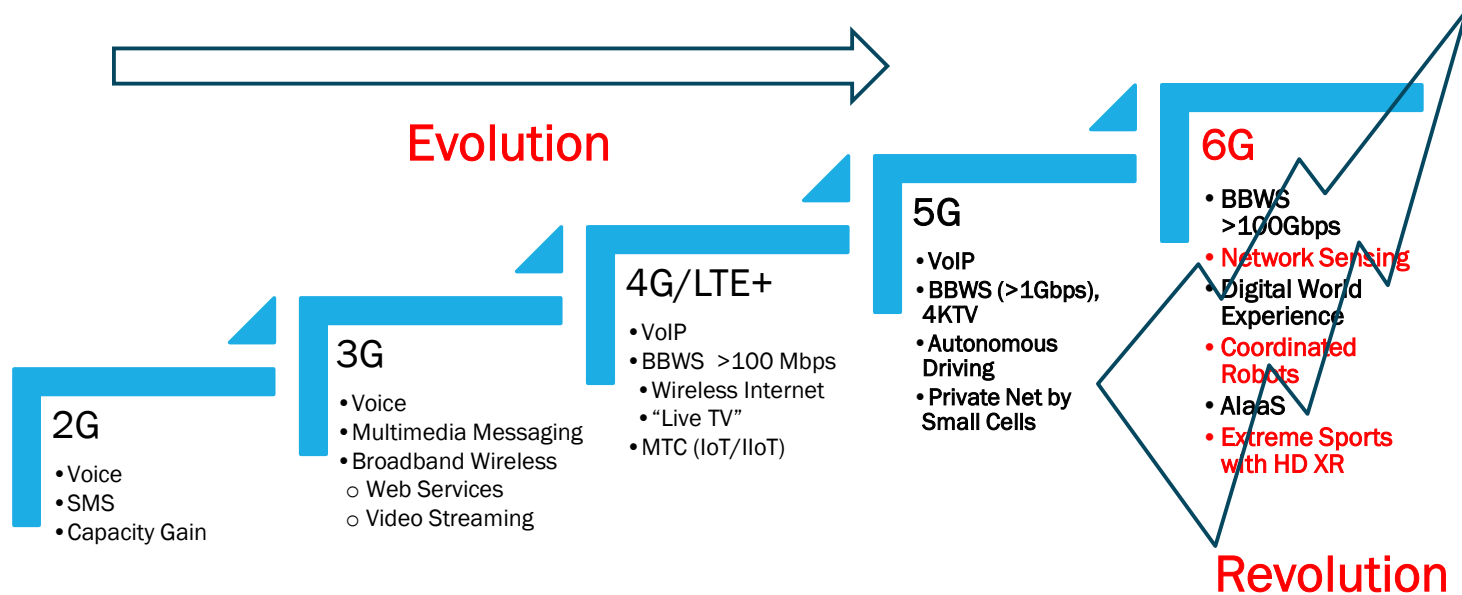 Evolution
2G
•Voice
•SMS
•Capacity Gain
3G
•Voice
•Multimedia Messaging
•Broadband Wireless
o Web Services
o Video Streaming
4G/LTE+
•VoIP
•BBWS >100 Mbps
•Wireless Internet
•“Live TV”
•MTC (IoT/IIoT)
5G
•VoIP
•BBWS (>1Gbps),
4KTV
•Autonomous
Driving
•Private Net by
Small Cells
6G
•BBWS
>100Gbps
•Network Sensing
•Digital World
Experience
•Coordinated
Robots
•AIaaS
•Extreme Sports
with HD XR
Revolution